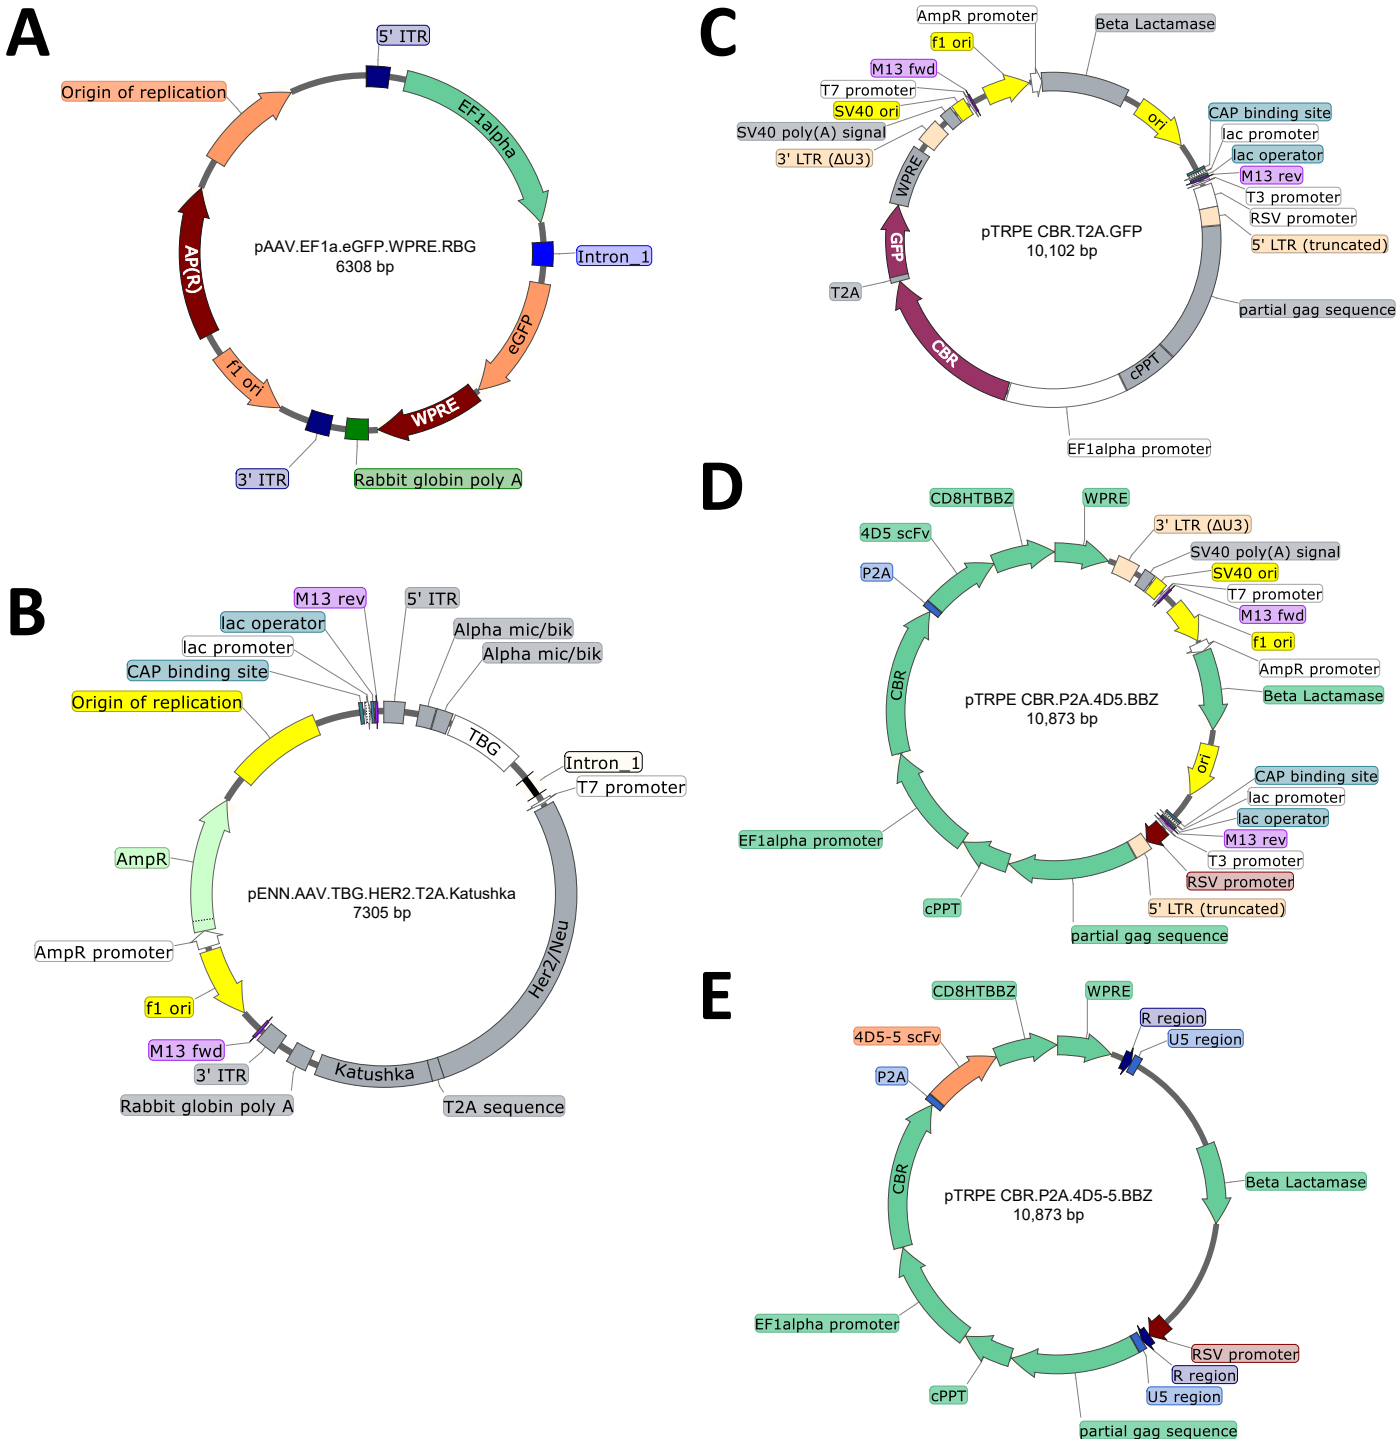 A
5' ITR
Origin of replication
EF1alpha
pAAV.EF1a.eGFP.WPRE.RBG
6308 bp
Intron_1
AP(R)
eGFP
f1 ori
WPRE
3' ITR
Rabbit globin poly A
B
M13 rev
5' ITR
lac operator
Alpha mic/bik
lac promoter
Alpha mic/bik
CAP binding site
Origin of replication
TBG
Intron_1
T7 promoter
AmpR
pENN.AAV.TBG.HER2.T2A.Katushka
7305 bp
AmpR promoter
Her2/Neu
f1 ori
M13 fwd
3' ITR
Katushka
Rabbit globin poly A
T2A sequence
C
AmpR promoter
Beta Lactamase
f1 ori
M13 fwd
T7 promoter
SV40 ori
SV40 poly(A) signal
3' LTR (ΔU3)
ori
CAP binding site
lac promoter
lac operator
M13 rev
T3 promoter
RSV promoter
5' LTR (truncated)
WPRE
GFP
pTRPE CBR.T2A.GFP
10,102 bp
T2A
partial gag sequence
CBR
cPPT
EF1alpha promoter
D
CD8HTBBZ
WPRE
4D5 scFv
3' LTR (ΔU3)
SV40 poly(A) signal
P2A
SV40 ori
T7 promoter
M13 fwd
f1 ori
AmpR promoter
CBR
pTRPE CBR.P2A.4D5.BBZ
10,873 bp
Beta Lactamase
ori
CAP binding site
lac promoter
lac operator
EF1alpha promoter
M13 rev
T3 promoter
RSV promoter
cPPT
5' LTR (truncated)
partial gag sequence
E
CD8HTBBZ
WPRE
R region
4D5-5 scFv
U5 region
P2A
CBR
pTRPE CBR.P2A.4D5-5.BBZ
10,873 bp
Beta Lactamase
EF1alpha promoter
RSV promoter
R region
cPPT
U5 region
partial gag sequence